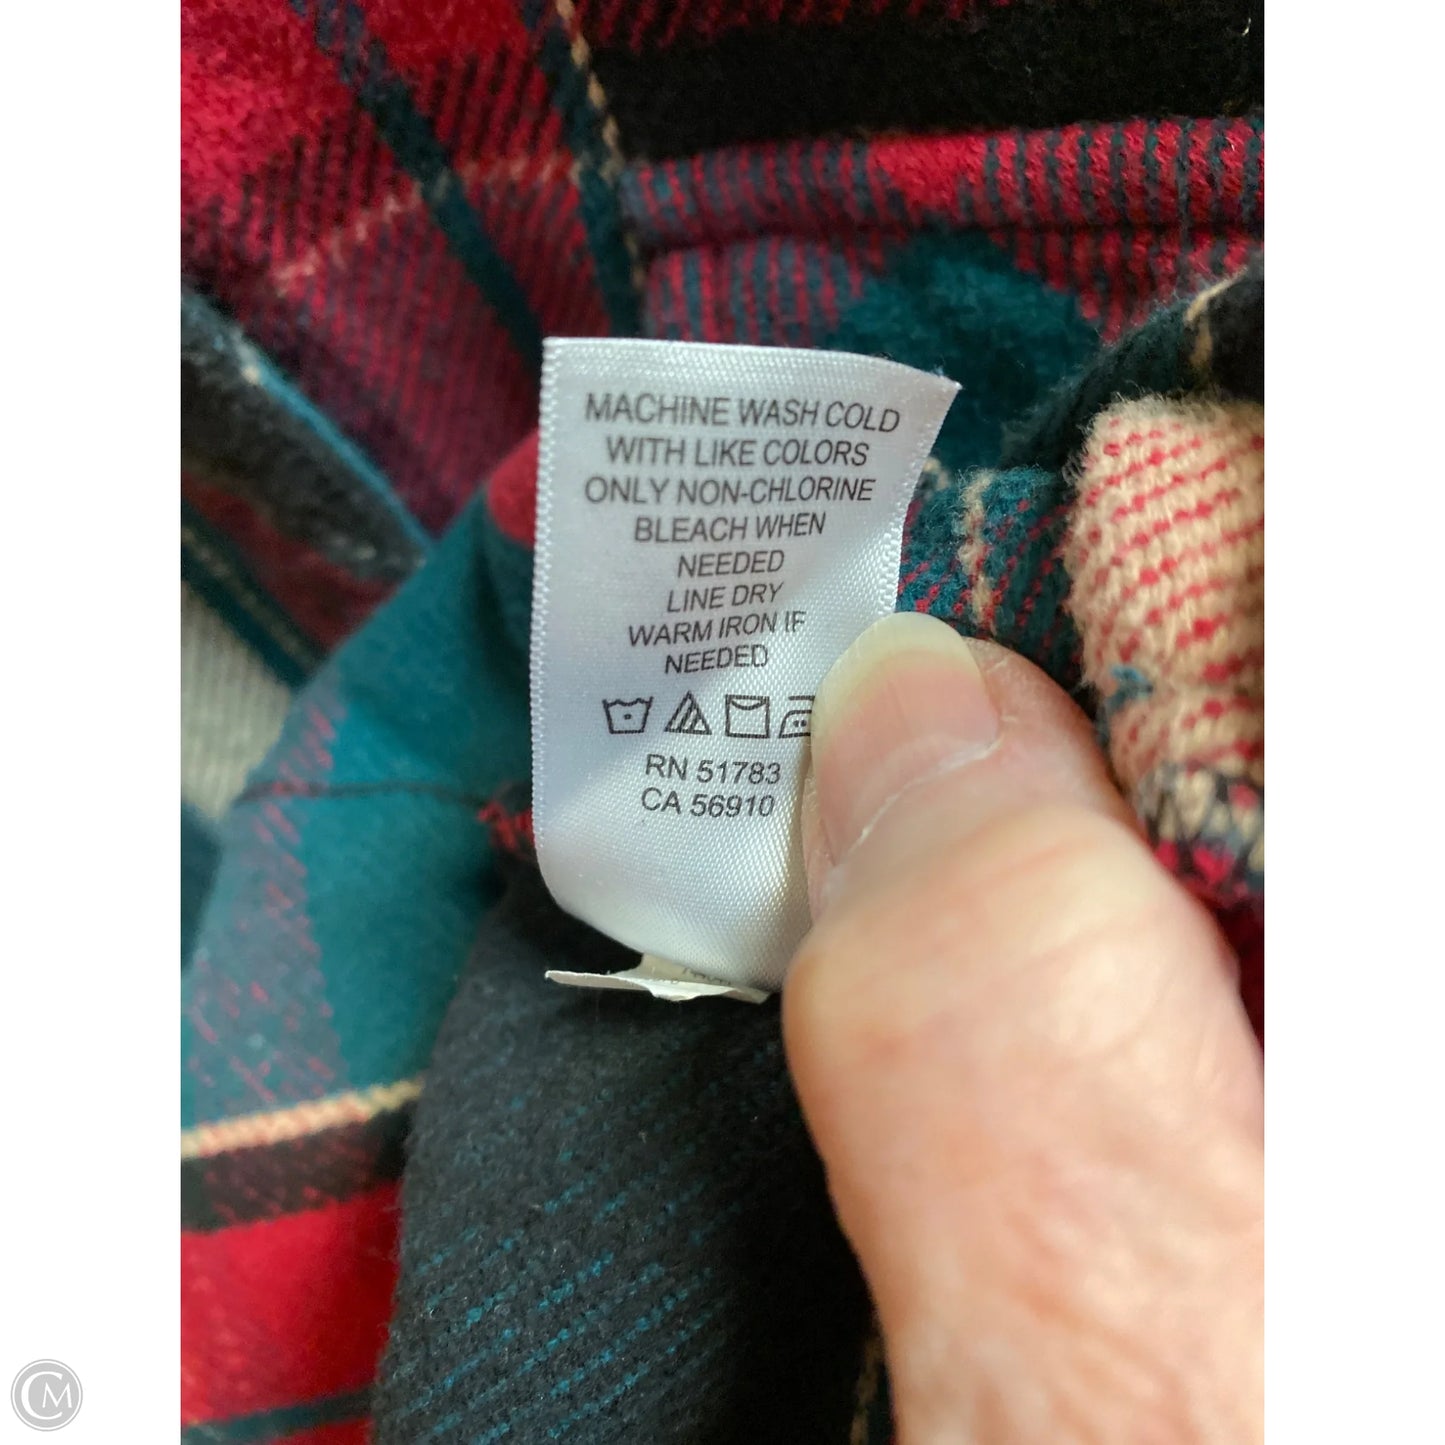 MACHINE WASH COLD
WITH LIKE COLORS
ONLY NON-CHLORINE
BLEACH WHEN
NEEDED
LINE DRY
WARM IRON IF
NEEDED
RN 51783
CA 56910
CM